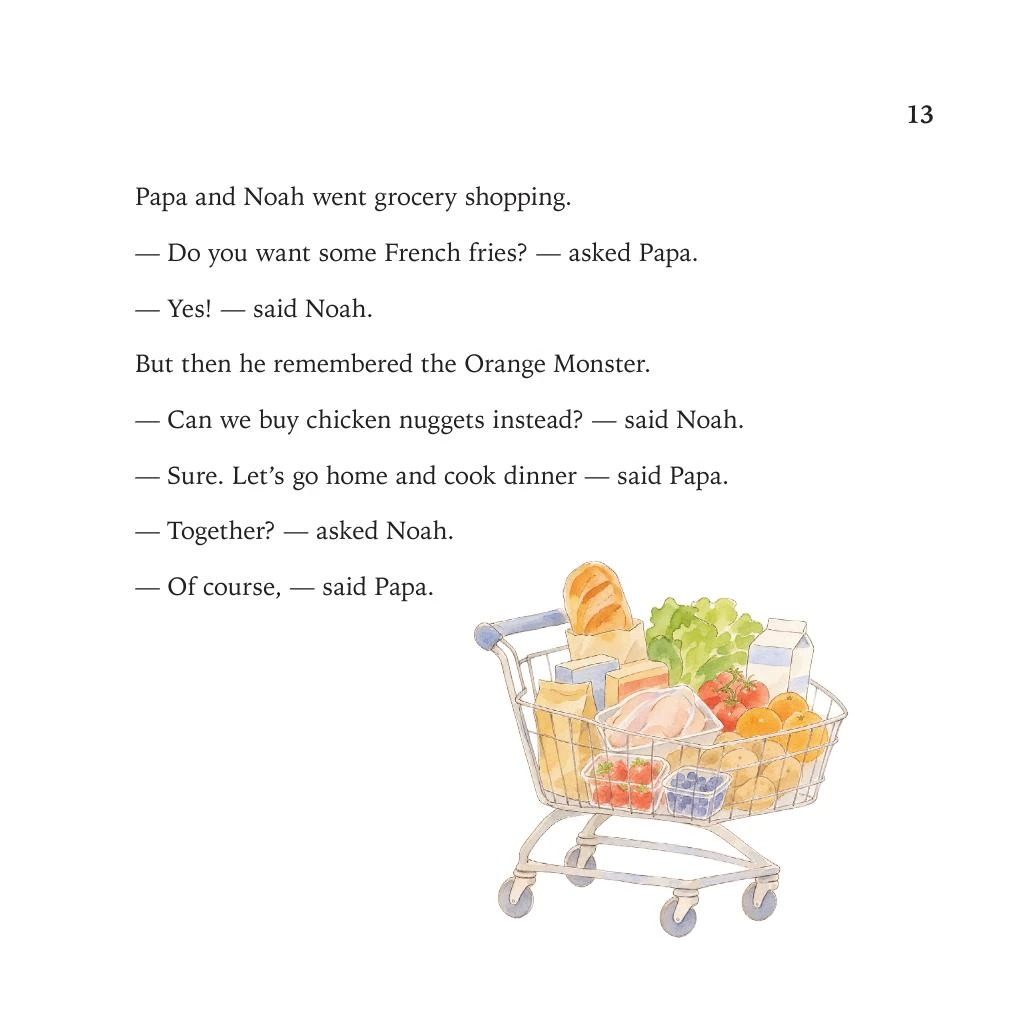 13
Papa and Noah went grocery shopping.
— Do you want some French fries? — asked Papa.
— Yes! — said Noah.
But then he remembered the Orange Monster.
— Can we buy chicken nuggets instead? — said Noah.
— Sure. Let’s go home and cook dinner — said Papa.
— Together? — asked Noah.
— Of course, — said Papa.